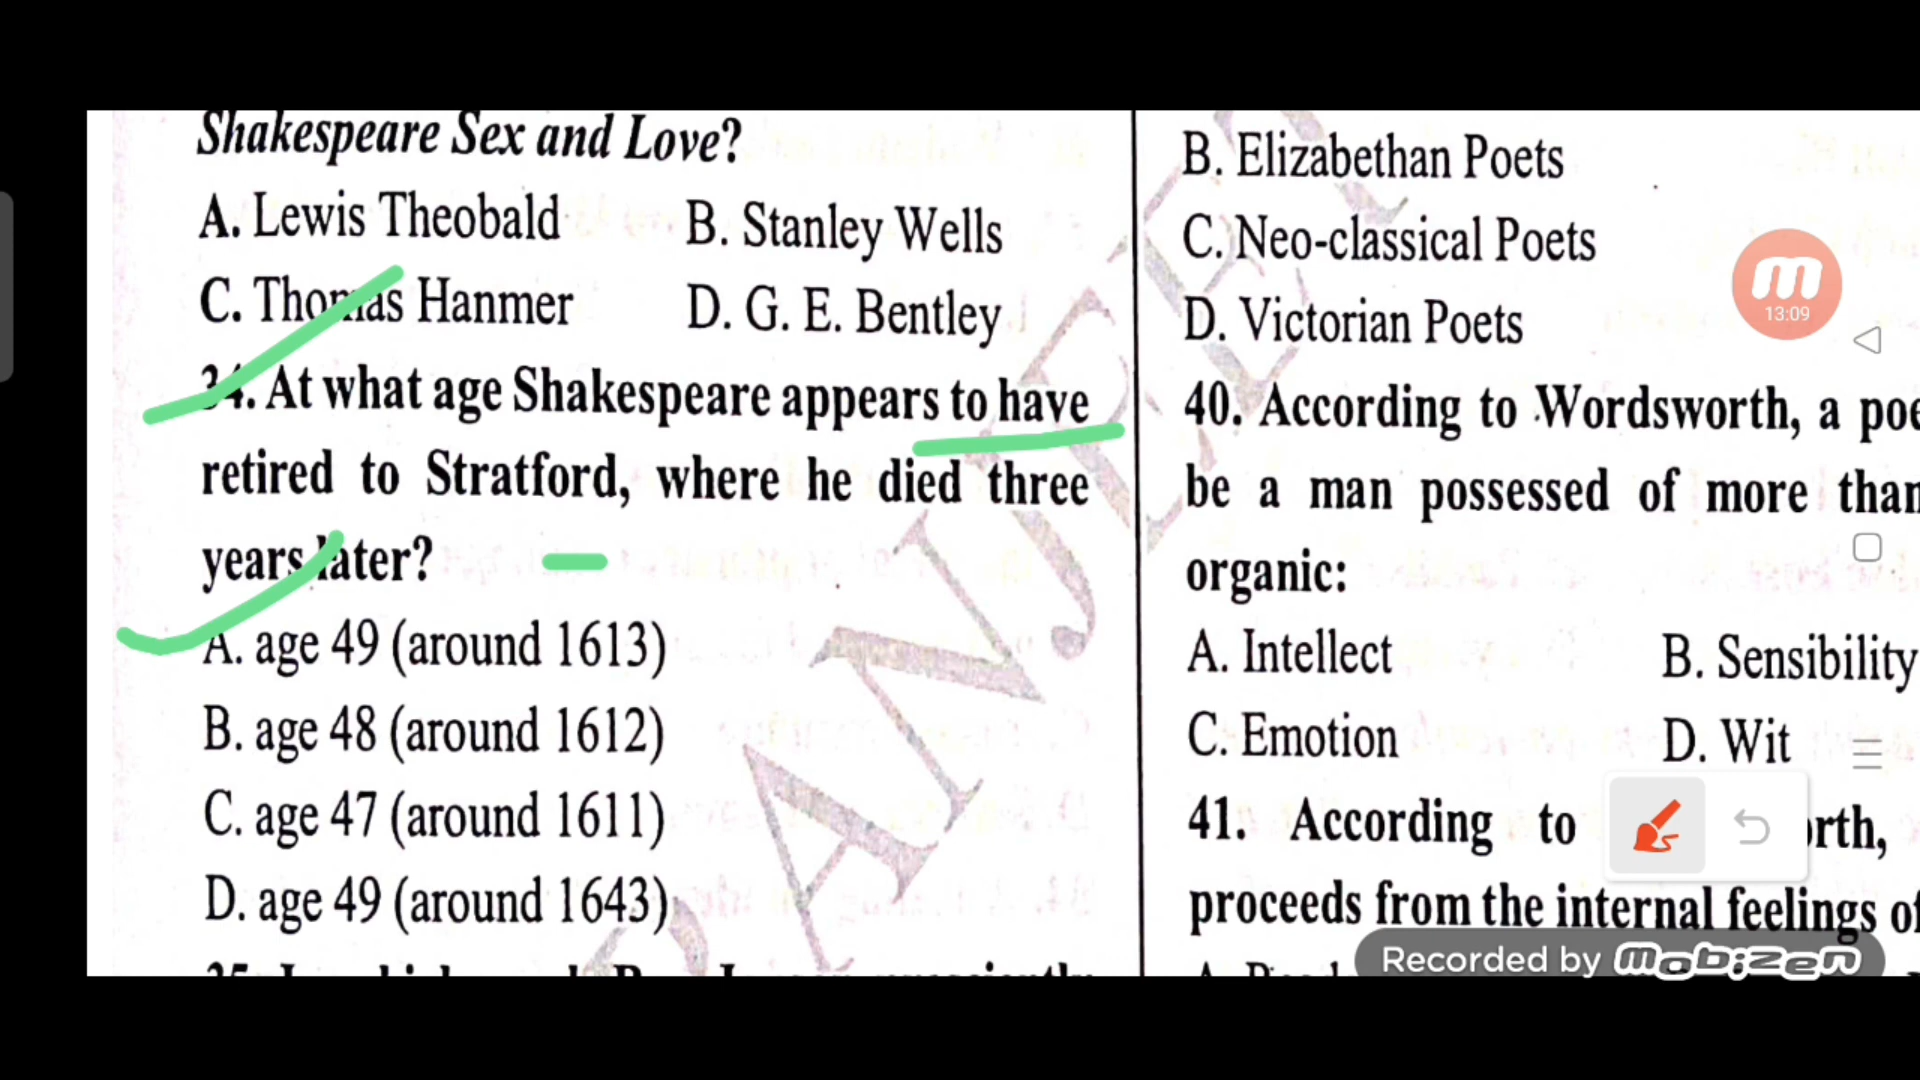 Shakespeare Sex and Love?
A. Lewis Theobald B. Stanley Wells
C. Thomas Hanmer D. G. E. Bentley
34. At what age Shakespeare appears to have
retired to Stratford, where he died three
years later?
A. age 49 (around 1613)
B. age 48 (around 1612)
C. age 47 (around 1611)
D. age 49 (around 1643)
B. Elizabethan Poets
C. Neo-classical Poets
D. Victorian Poets
40. According to Wordsworth, a
be a man possessed of more than
organic:
A. Intellect B. Sensibility
C. Emotion D. Wit
41. According to
proceeds from the internal feelings of
13:09
Recorded by mobizen